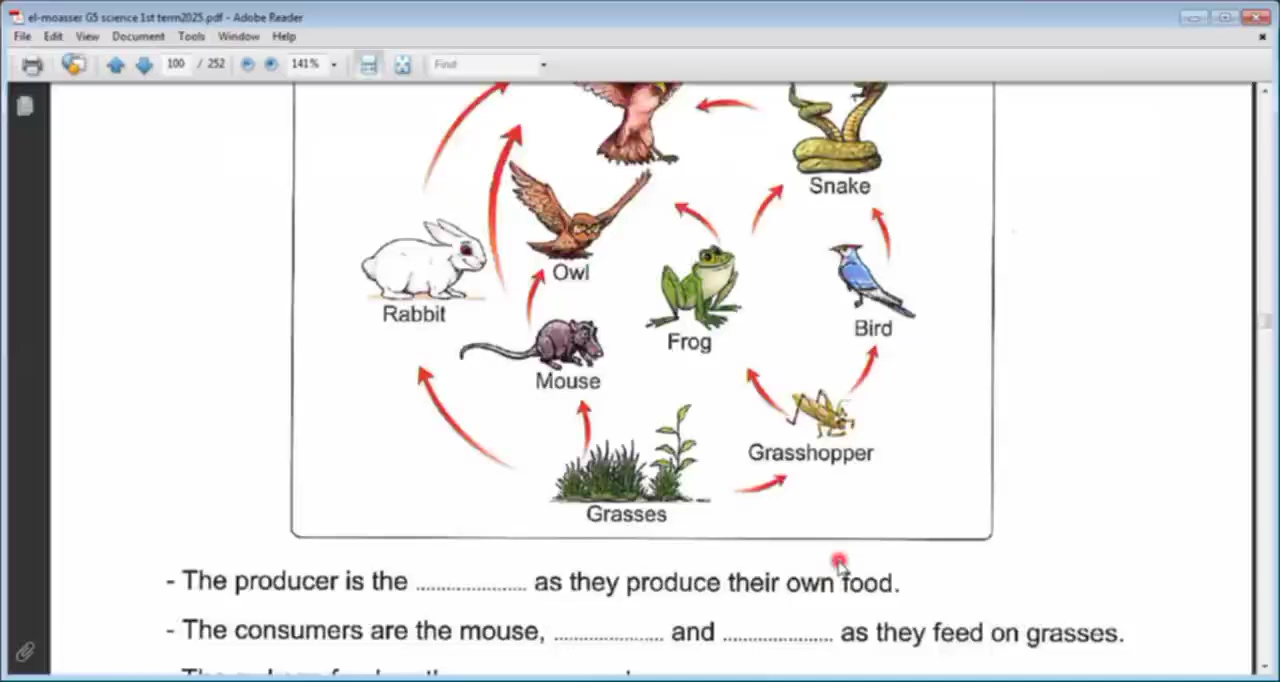 el-moasser G5 science 1st term2025.pdf - Adobe Reader
File Edit View Document Tools Window Help
100 / 252 141% Find
Snake
Owl
Rabbit
Bird
Frog
Mouse
Grasshopper
Grasses
- The producer is the .................... as they produce their own food.
- The consumers are the mouse, .................... and .................... as they feed on grasses.